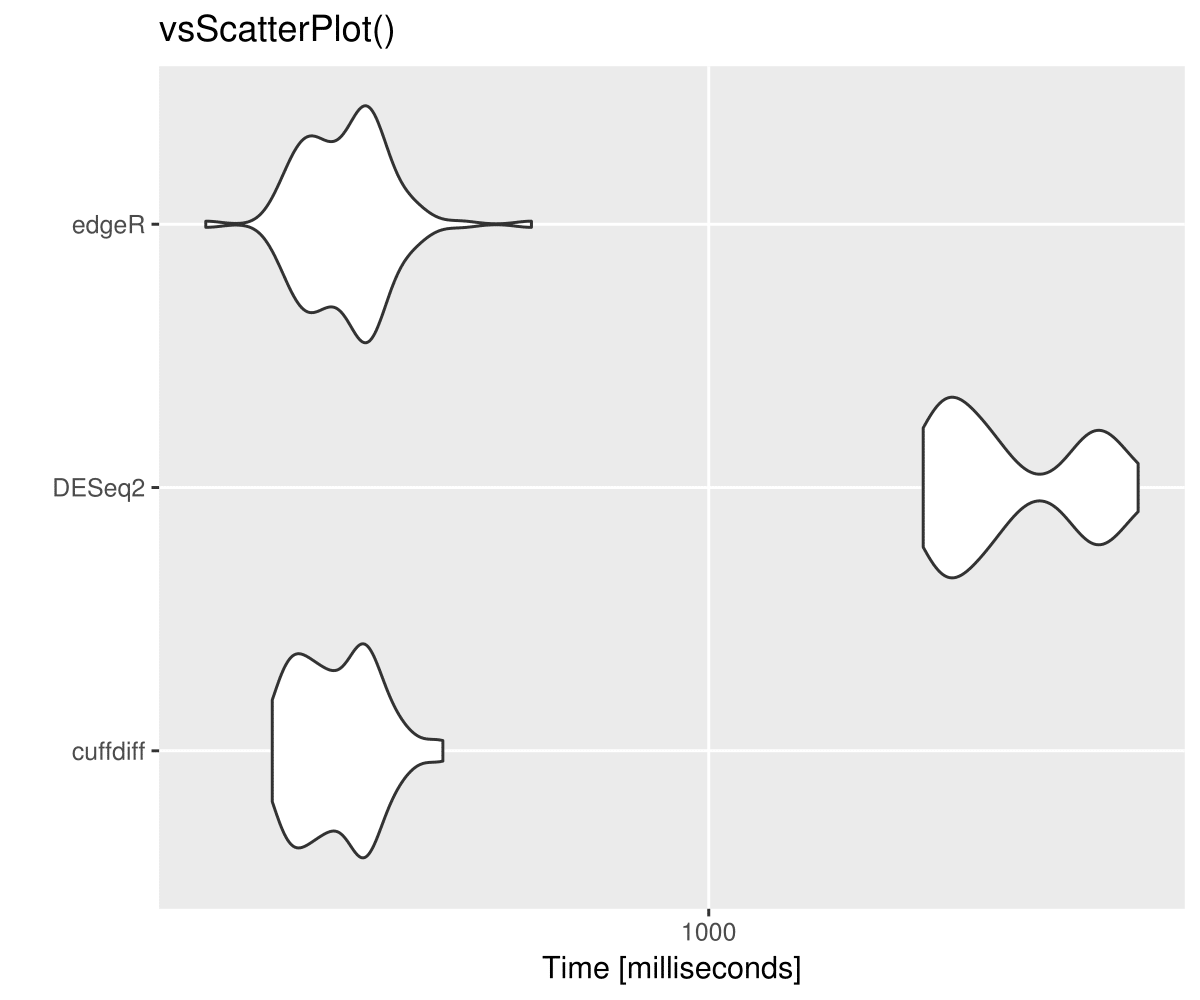 vsScatterPlot()
edgeR
DESeq2
cuffdiff
1000
Time [milliseconds]